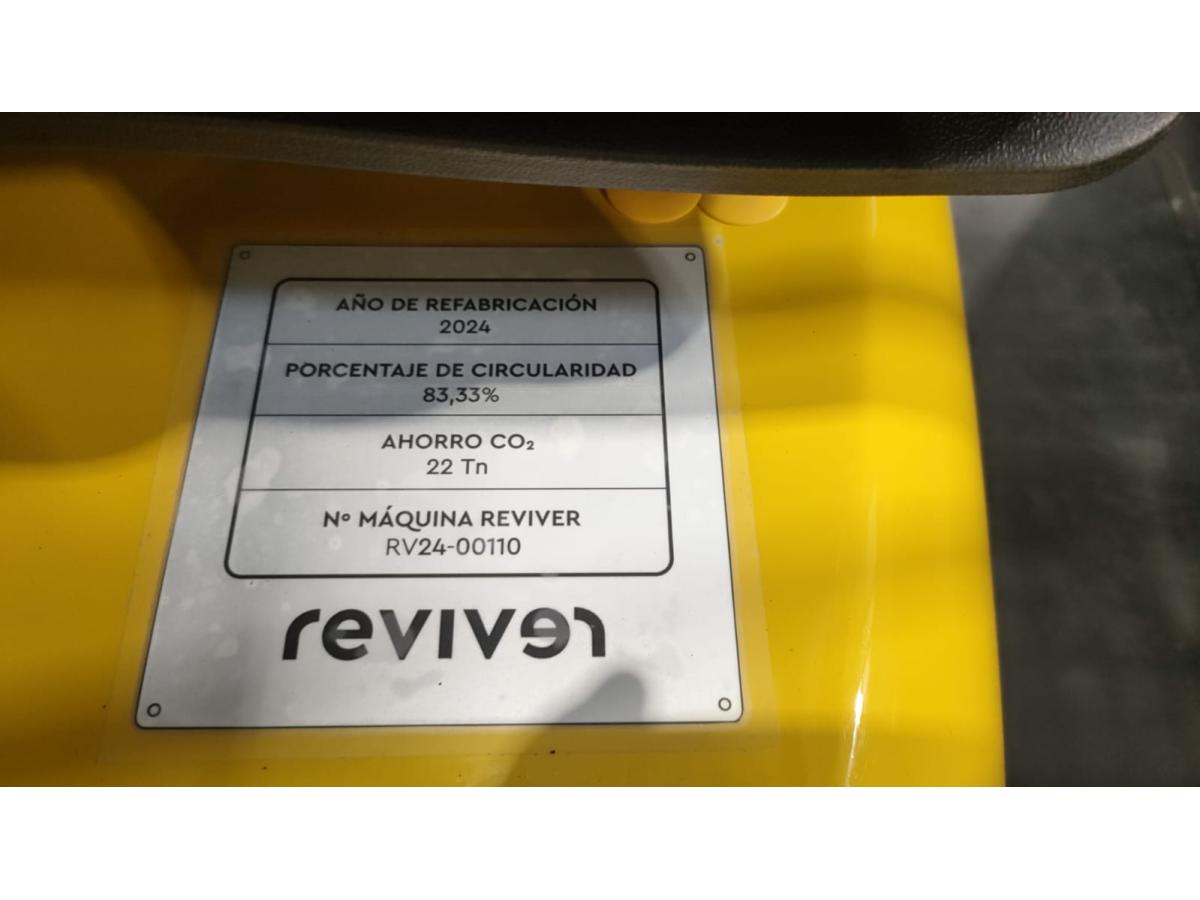 AÑO DE REFABRICACIÓN
2024
PORCENTAJE DE CIRCULARIDAD
83,33%
AHORRO CO₂
22 Tn
Nº MÁQUINA REVIVER
RV24-00110
reviver